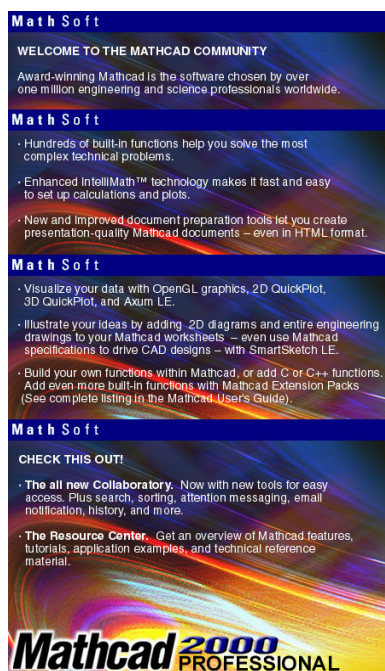 MathSoft
WELCOME TO THE MATHCAD COMMUNITY
Award-winning Mathcad is the software chosen by over
one million engineering and science professionals worldwide.
MathSoft
· Hundreds of built-in functions help you solve the most
complex technical problems.
· Enhanced IntelliMath™ technology makes it fast and easy
to set up calculations and plots.
· New and Improved document preparation tools let you create
presentation-quality Mathcad documents – even in HTML format.
MathSoft
· Visualize your data with OpenGL graphics, 2D QuickPlot,
3D QuickPlot, and Axum LE.
· Illustrate your ideas by adding 2D diagrams and entire engineering
drawings to your Mathcad worksheets – even use Mathcad
specifications to drive CAD designs – with SmartSketch LE.
· Build your own functions within Mathcad, or add C or C++ functions.
Add even more built-in functions with Mathcad Extension Packs
(See complete listing in the Mathcad User's Guide).
MathSoft
CHECK THIS OUT!
· The all new Collaboratory. Now with new tools for easy
access. Plus search, sorting, attention messaging, email
notification, history, and more.
· The Resource Center. Get an overview of Mathcad features,
tutorials, application examples, and technical reference
material.
Mathcad 2000
PROFESSIONAL